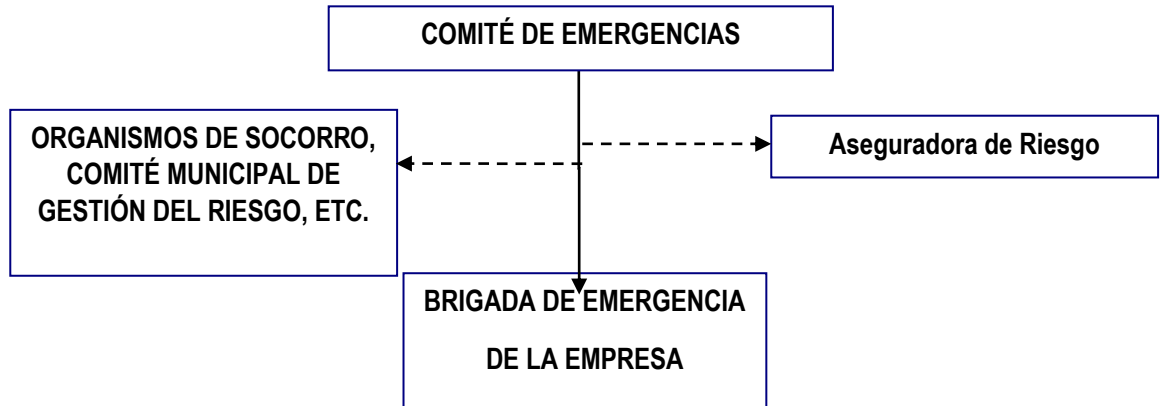 COMITÉ DE EMERGENCIAS
ORGANISMOS DE SOCORRO,
COMITÉ MUNICIPAL DE
GESTIÓN DEL RIESGO, ETC.
Aseguradora de Riesgo
BRIGADA DE EMERGENCIA
DE LA EMPRESA